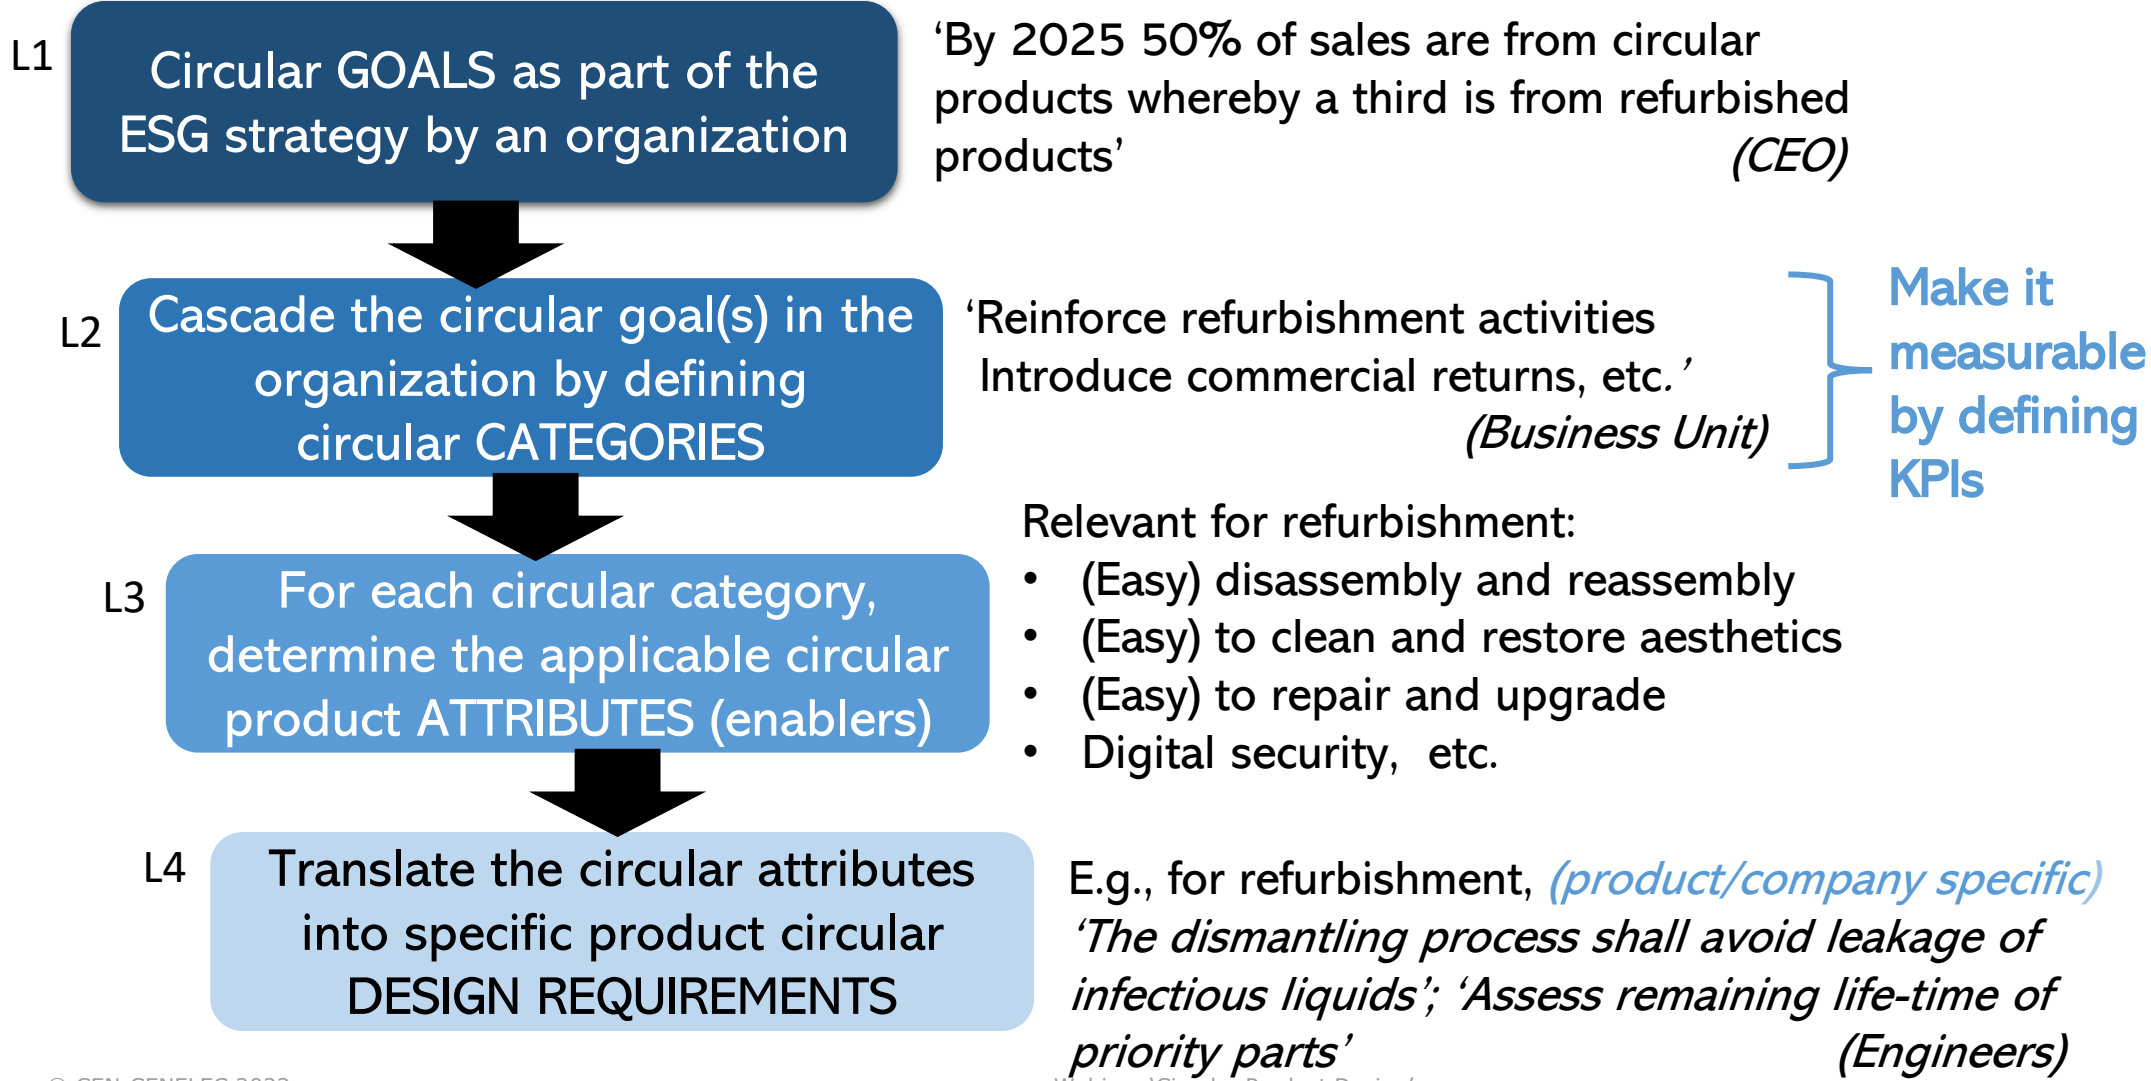 L1
Circular GOALS as part of the
ESG strategy by an organization
‘By 2025 50% of sales are from circular
products whereby a third is from refurbished
products’ (CEO)
L2
Cascade the circular goal(s) in the
organization by defining
circular CATEGORIES
‘Reinforce refurbishment activities
Introduce commercial returns, etc.’
(Business Unit)
Make it
measurable
by defining
KPIs
L3
For each circular category,
determine the applicable circular
product ATTRIBUTES (enablers)
Relevant for refurbishment:
• (Easy) disassembly and reassembly
• (Easy) to clean and restore aesthetics
• (Easy) to repair and upgrade
• Digital security, etc.
L4
Translate the circular attributes
into specific product circular
DESIGN REQUIREMENTS
E.g., for refurbishment, (product/company specific)
‘The dismantling process shall avoid leakage of
infectious liquids’; ‘Assess remaining life-time of
priority parts’ (Engineers)